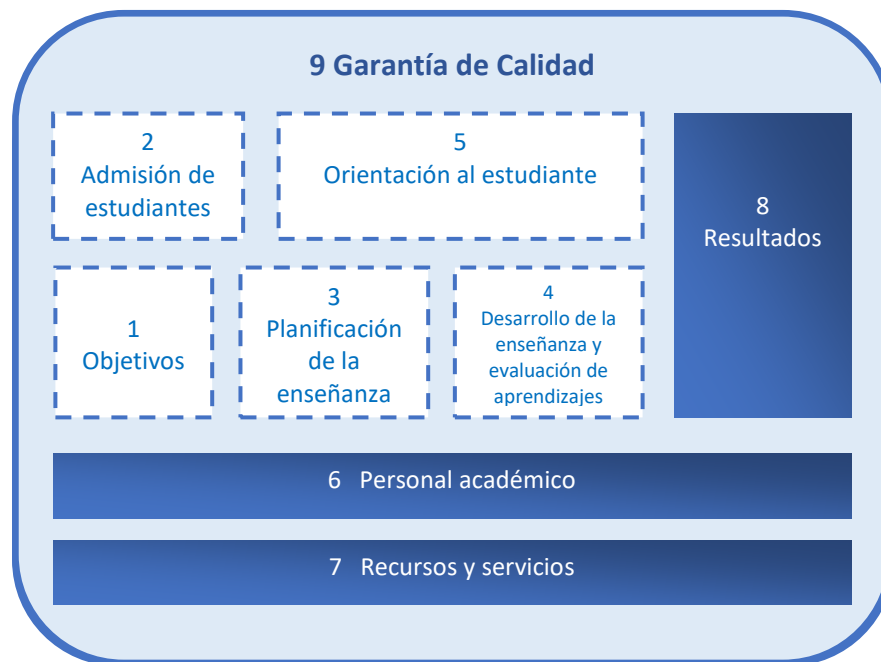 9 Garantía de Calidad
2
Admisión de
estudiantes
5
Orientación al estudiante
8
Resultados
1
Objetivos
3
Planificación
de la
enseñanza
4
Desarrollo de la
enseñanza y
evaluación de
aprendizajes
6 Personal académico
7 Recursos y servicios